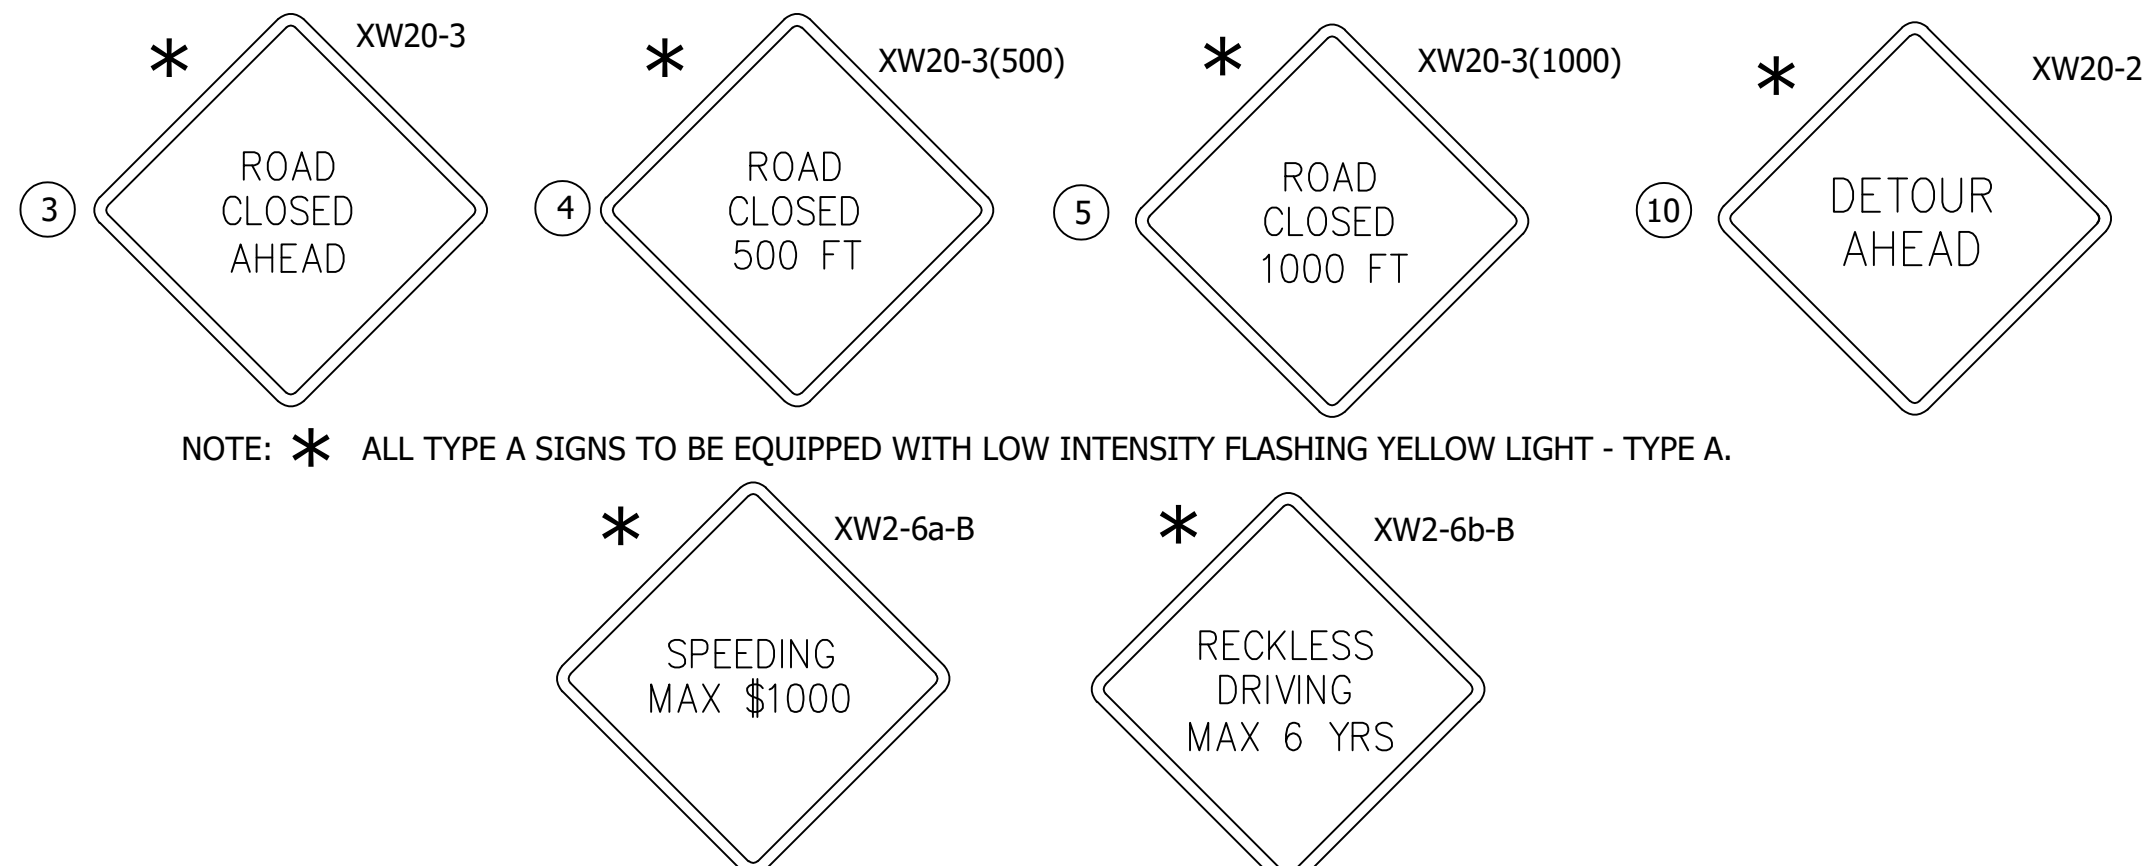 XW20-3
3
ROAD
CLOSED
AHEAD
XW20-3(500)
4
ROAD
CLOSED
500 FT
XW20-3(1000)
5
ROAD
CLOSED
1000 FT
XW20-2
10
DETOUR
AHEAD
NOTE: * ALL TYPE A SIGNS TO BE EQUIPPED WITH LOW INTENSITY FLASHING YELLOW LIGHT - TYPE A.
XW2-6a-B
SPEEDING
MAX $1000
XW2-6b-B
RECKLESS
DRIVING
MAX 6 YRS